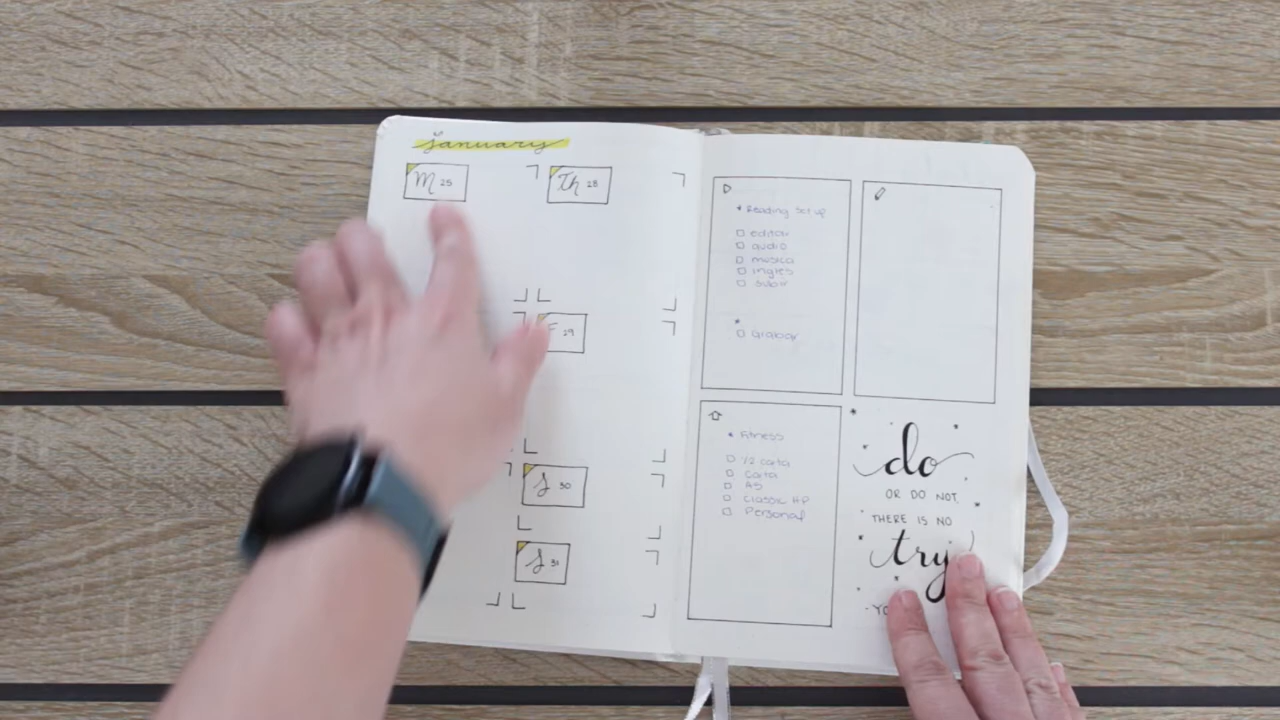 january
M 25
Th 28
F 29
S 30
S 31
* Reading Set up
editar
audio
música
inglés
subir
*
Grabar
* Fitness
1/2 carta
Carta
A5
Classic HP
Personal
do
OR DO NOT,
THERE IS NO
try